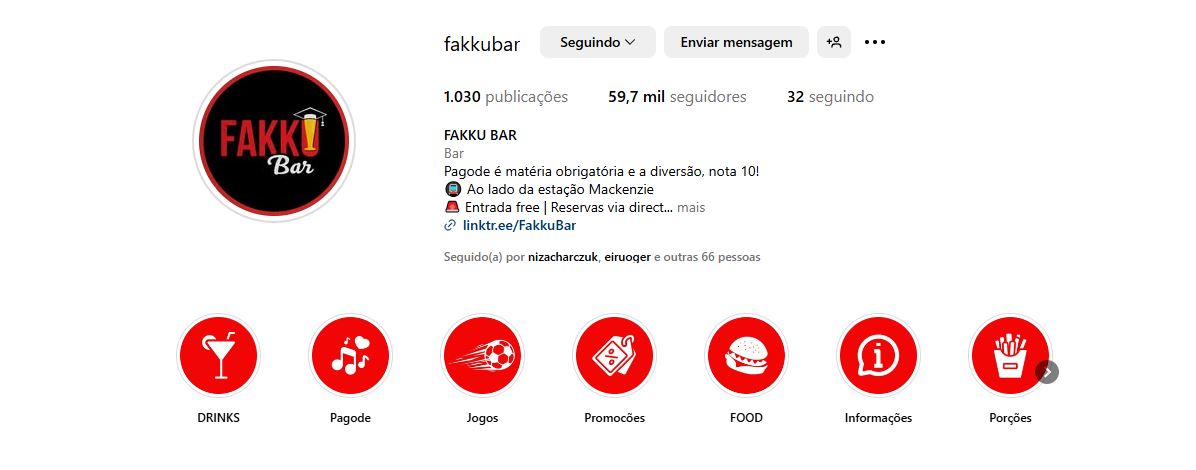 fakkubar Seguindo Enviar mensagem
FAKKU
Bar
1.030 publicações 59,7 mil seguidores 32 seguindo
FAKKU BAR
Bar
Pagode é matéria obrigatória e a diversão, nota 10!
Ao lado da estação Mackenzie
Entrada free | Reservas via direct... mais
linktr.ee/FakkuBar
Seguido(a) por nizacharczuk, eiruoger e outras 66 pessoas
DRINKS Pagode Jogos Promocões FOOD Informações Porções